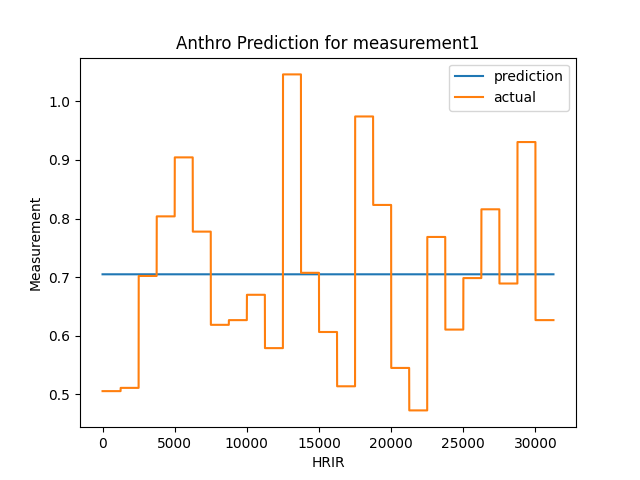 Anthro Prediction for measurement1
prediction
actual
Measurement
1.0
0.9
0.8
0.7
0.6
0.5
0 5000 10000 15000 20000 25000 30000
HRIR